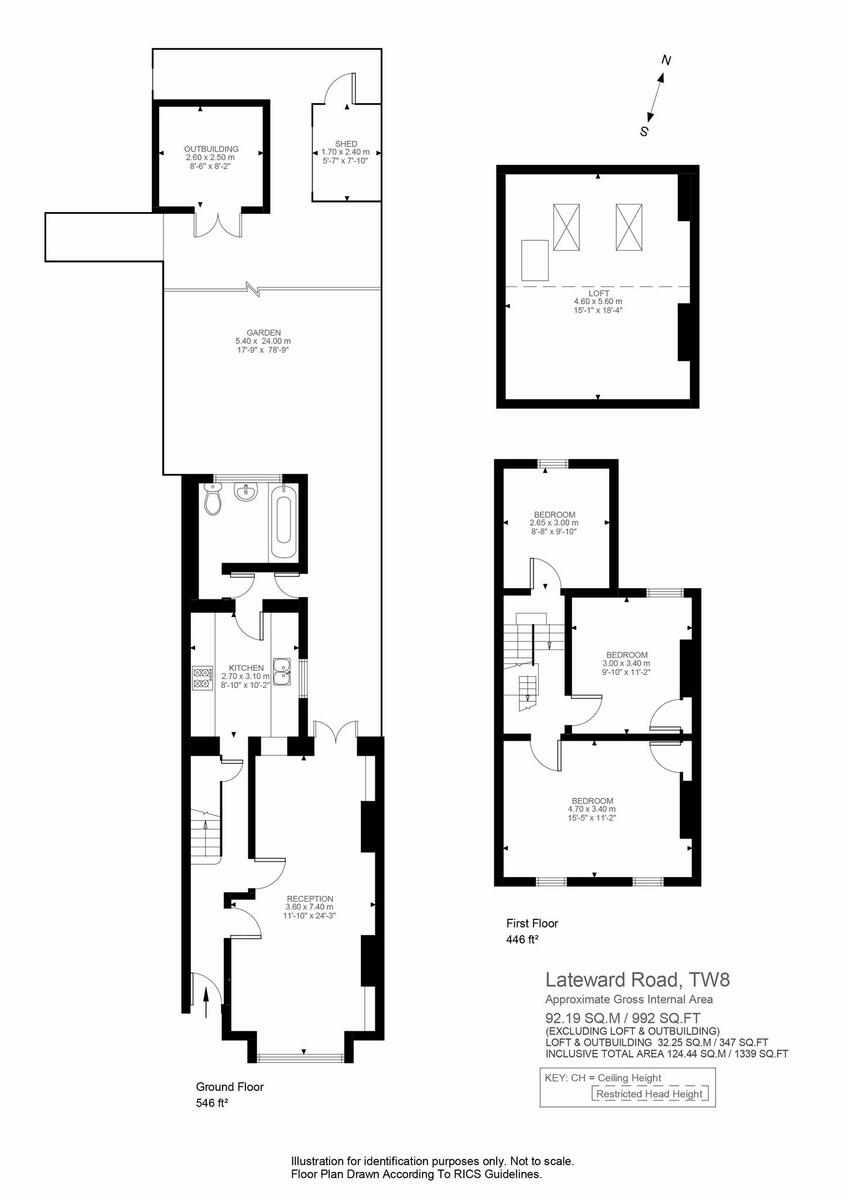 N
S
OUTBUILDING
2.60 x 2.50 m
8'-6" x 8'-2"
SHED
1.70 x 2.40 m
5'-7" x 7'-10"
LOFT
4.60 x 5.60 m
15'-1" x 18'-4"
GARDEN
5.40 x 24.00 m
17'-9" x 78'-9"
BEDROOM
2.65 x 3.00 m
8'-8" x 9'-10"
KITCHEN
2.70 x 3.10 m
8'-10" x 10'-2"
BEDROOM
3.00 x 3.40 m
9'-10" x 11'-2"
BEDROOM
4.70 x 3.40 m
15'-5" x 11'-2"
RECEPTION
3.60 x 7.40 m
11'-10" x 24'-3"
First Floor
446 ft²
Ground Floor
546 ft²
Lateward Road, TW8
Approximate Gross Internal Area
92.19 SQ.M / 992 SQ.FT
(EXCLUDING LOFT & OUTBUILDING)
LOFT & OUTBUILDING 32.25 SQ.M / 347 SQ.FT
INCLUSIVE TOTAL AREA 124.44 SQ.M / 1339 SQ.FT
KEY: CH = Ceiling Height
Restricted Head Height
Illustration for identification purposes only. Not to scale.
Floor Plan Drawn According To RICS Guidelines.